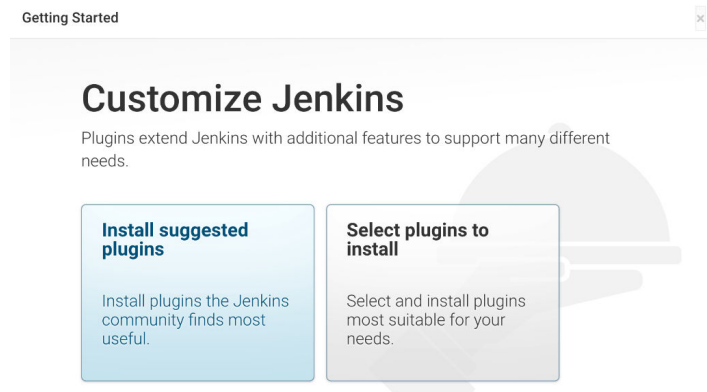 Getting Started
×
Customize Jenkins
Plugins extend Jenkins with additional features to support many different
needs.
Install suggested
plugins
Install plugins the Jenkins
community finds most
useful.
Select plugins to
install
Select and install plugins
most suitable for your
needs.